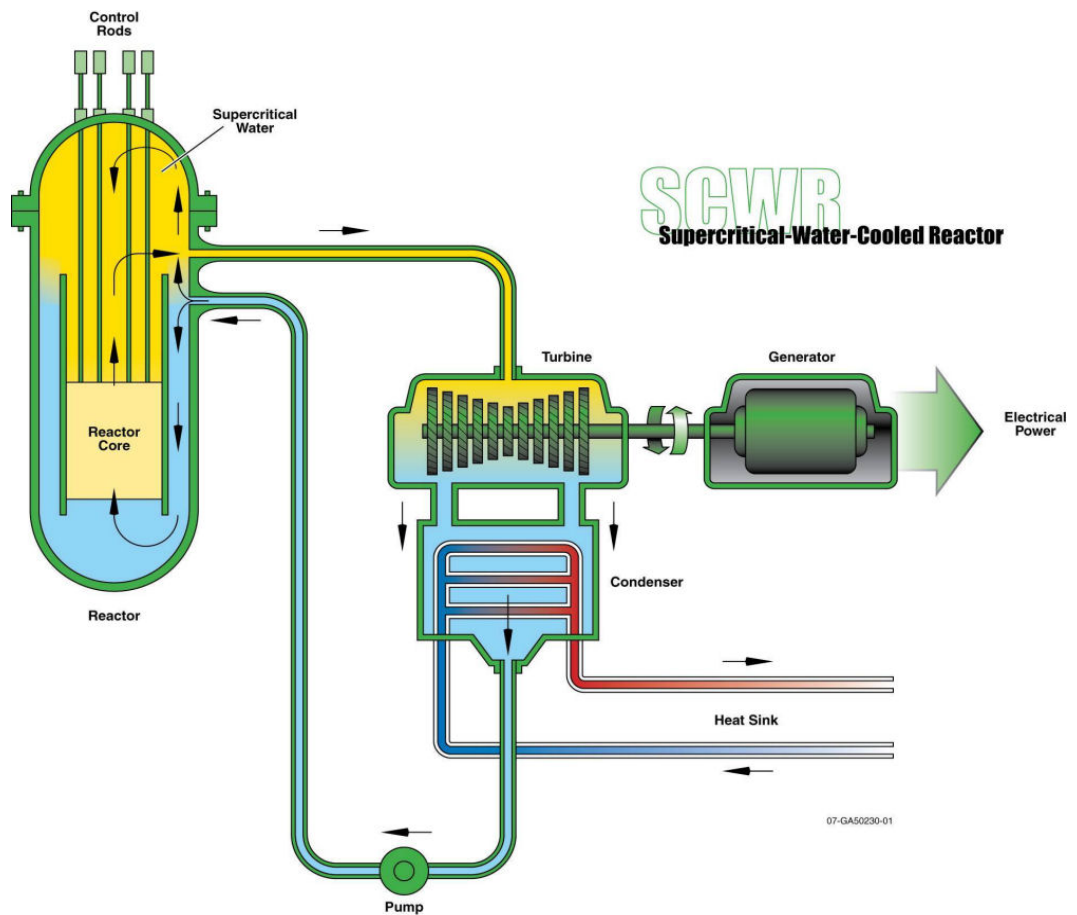 Control
Rods
Supercritical
Water
SCWR
Supercritical-Water-Cooled Reactor
Turbine
Generator
Electrical
Power
Reactor
Core
Condenser
Reactor
Heat Sink
07-GA50230-01
Pump